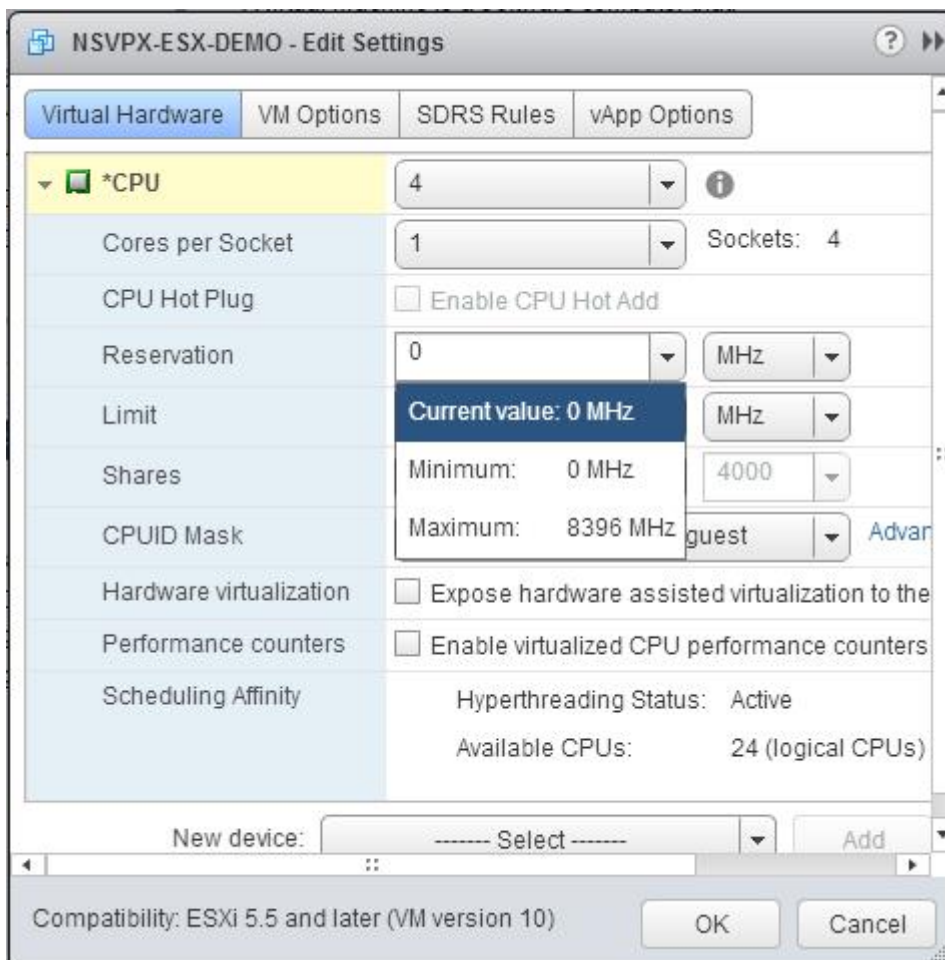 NSVPX-ESX-DEMO - Edit Settings
Virtual Hardware VM Options SDRS Rules vApp Options
*CPU 4
Cores per Socket 1 Sockets: 4
CPU Hot Plug Enable CPU Hot Add
Reservation 0 MHz
Limit Current value: 0 MHz MHz
Shares Minimum: 0 MHz 4000
CPUID Mask Maximum: 8396 MHz guest Advan
Hardware virtualization Expose hardware assisted virtualization to the
Performance counters Enable virtualized CPU performance counters
Scheduling Affinity Hyperthreading Status: Active
Available CPUs: 24 (logical CPUs)
New device: ------- Select ------- Add
Compatibility: ESXi 5.5 and later (VM version 10) OK Cancel